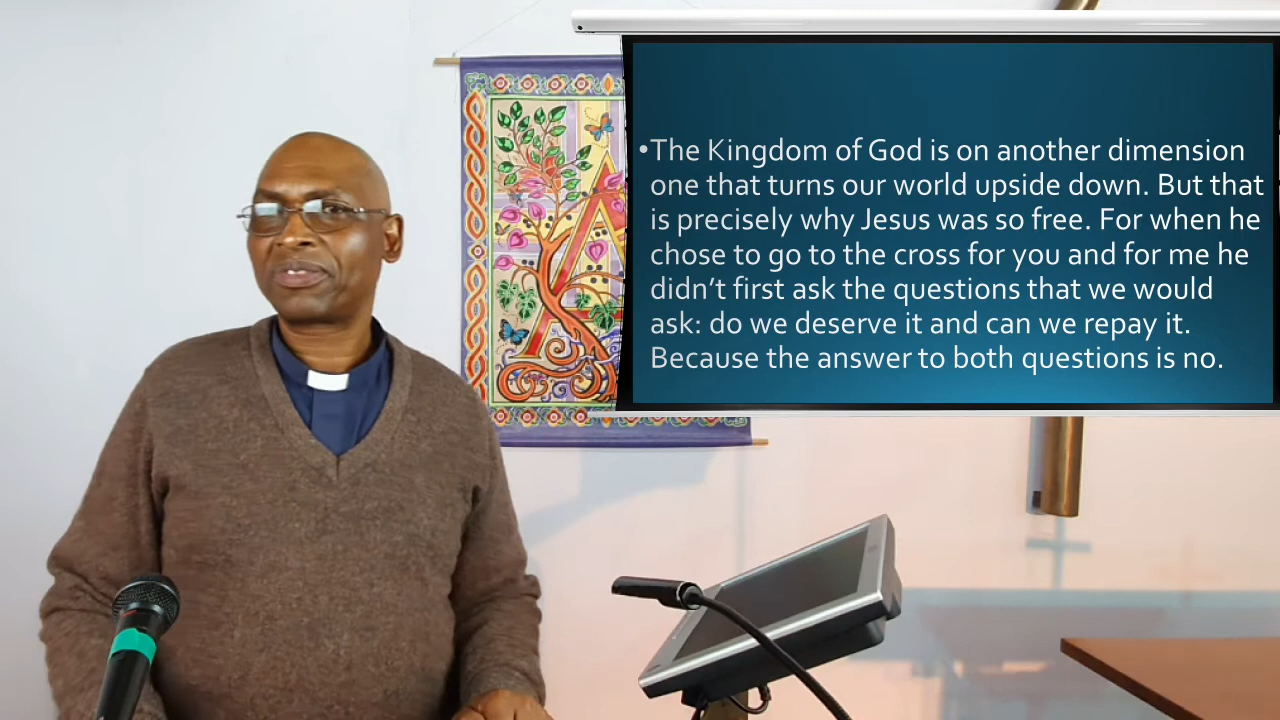 •The Kingdom of God is on another dimension
one that turns our world upside down. But that
is precisely why Jesus was so free. For when he
chose to go to the cross for you and for me he
didn’t first ask the questions that we would
ask: do we deserve it and can we repay it.
Because the answer to both questions is no.